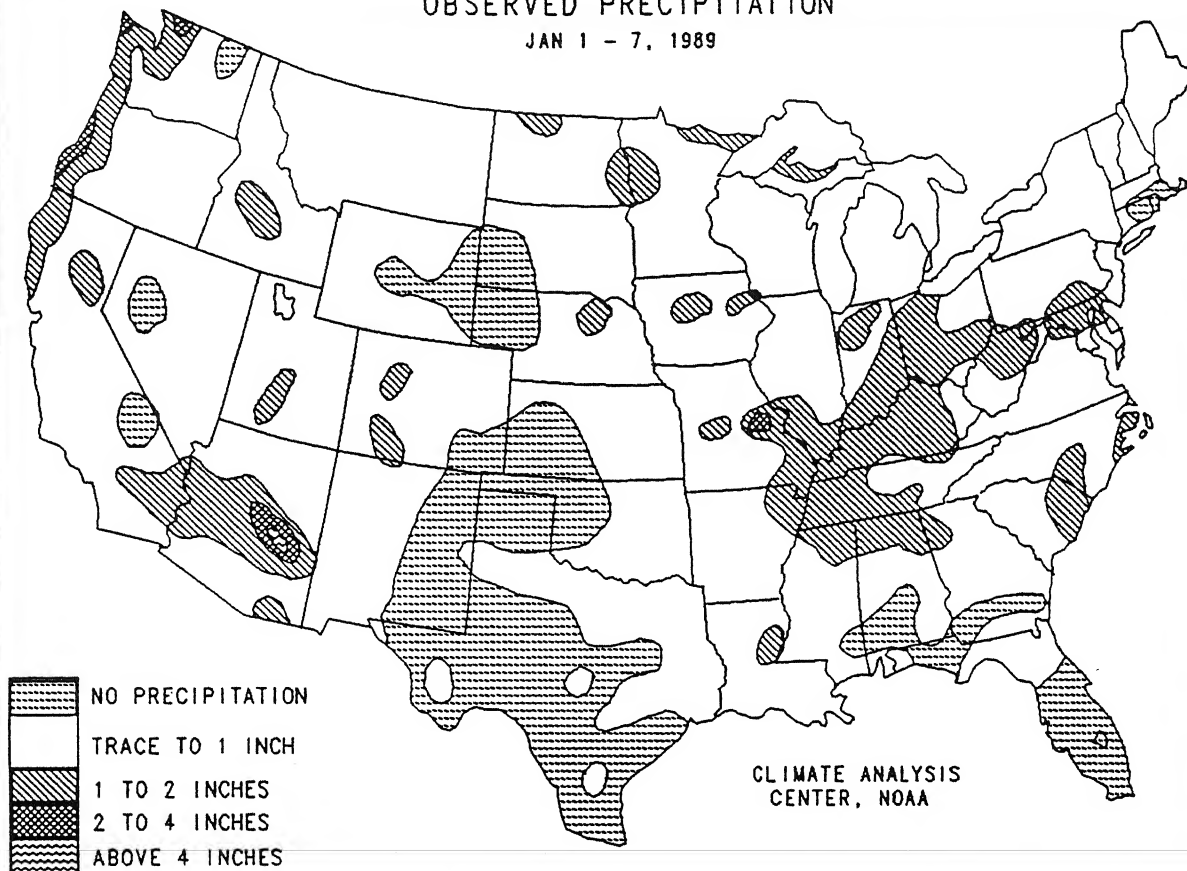 OBSERVED PRECIPITATION
JAN 1 - 7, 1989
NO PRECIPITATION
TRACE TO 1 INCH
1 TO 2 INCHES
2 TO 4 INCHES
ABOVE 4 INCHES
CLIMATE ANALYSIS
CENTER, NOAA